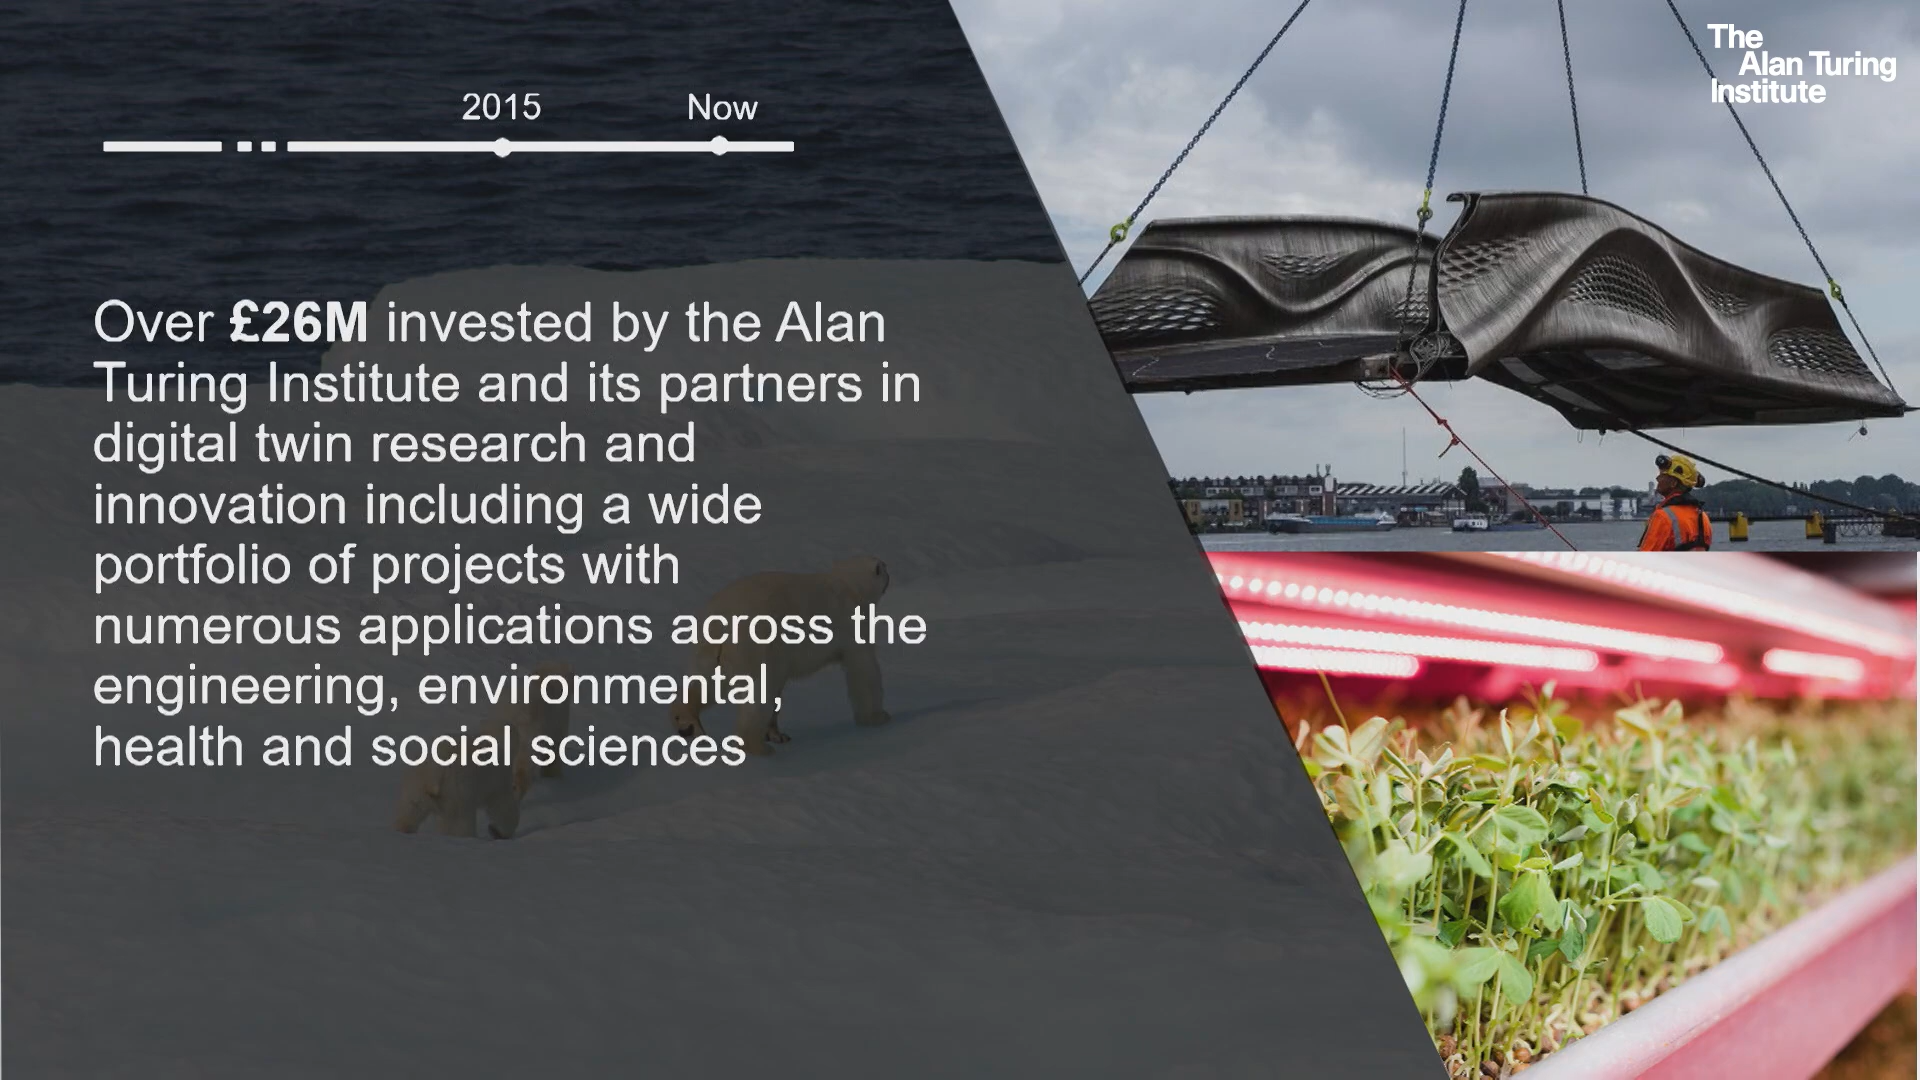 The
Alan Turing
Institute
2015 Now
Over £26M invested by the Alan
Turing Institute and its partners in
digital twin research and
innovation including a wide
portfolio of projects with
numerous applications across the
engineering, environmental,
health and social sciences